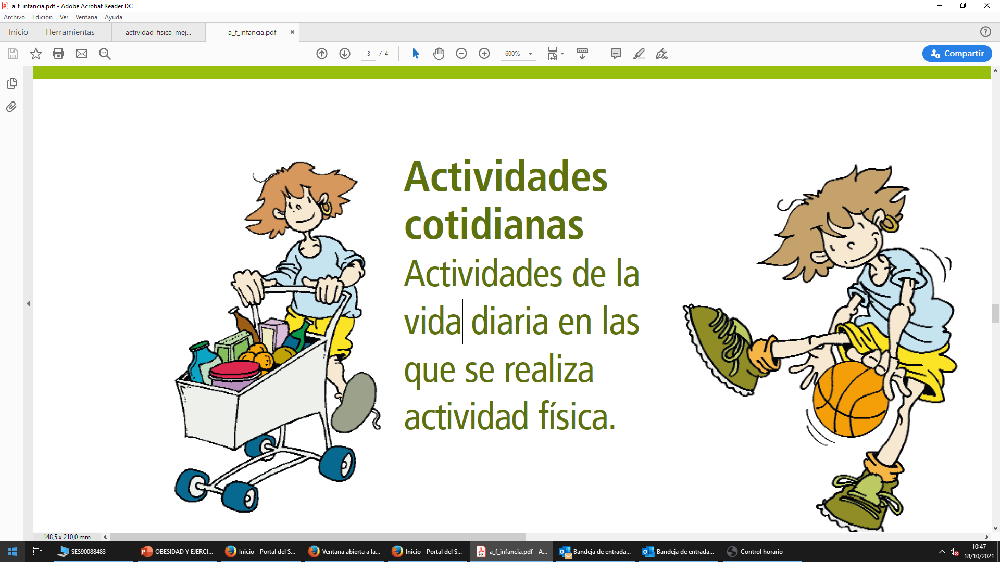 a_f_infancia.pdf - Adobe Acrobat Reader DC
Archivo Edición Ver Ventana Ayuda
Inicio Herramientas actividad-fisica-mej... a_f_infancia.pdf
3 / 4 600% Compartir
Actividades
cotidianas
Actividades de la
vida diaria en las
que se realiza
actividad física.
148,5 x 210,0 mm
SES90088483 OBESIDAD Y EJERCI... Inicio - Portal del S... Ventana abierta a la... Inicio - Portal del S... a_f_infancia.pdf - A... Bandeja de entrada... Bandeja de entrada... Control horario
10:47
18/10/2021